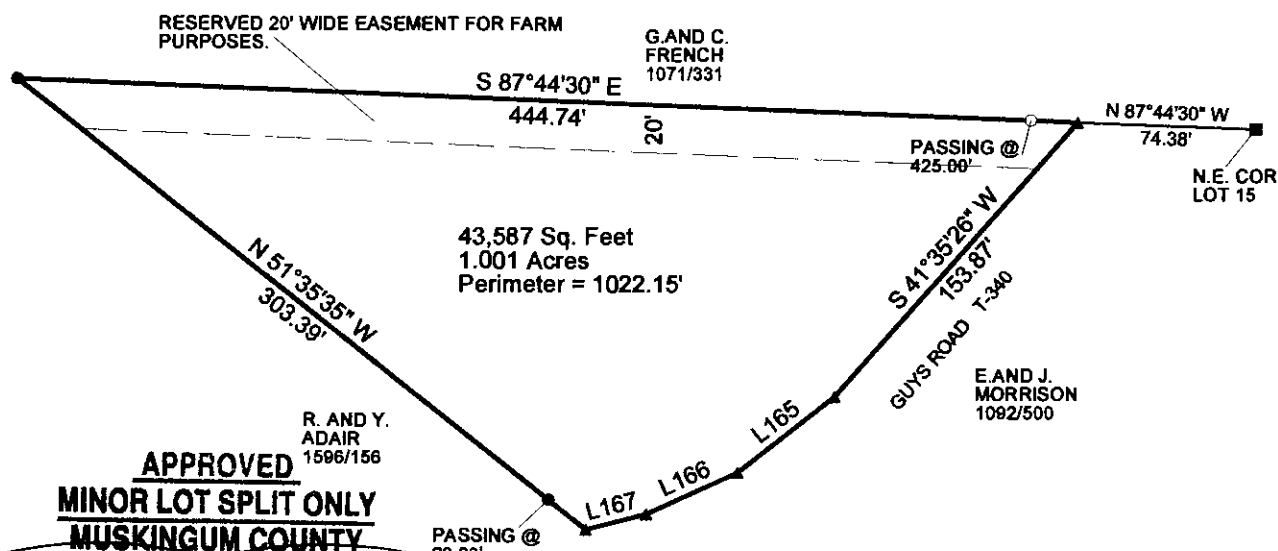 RESERVED 20' WIDE EASEMENT FOR FARM
PURPOSES.
G.AND C.
FRENCH
1071/331
S 87°44'30" E
444.74'
20'
PASSING @
425.00'
N 87°44'30" W
74.38'
N.E. COR
LOT 15
43,587 Sq. Feet
1.001 Acres
Perimeter = 1022.15'
N 51°35'35" W
303.39'
S 41°35'26" W
153.87'
GUYS ROAD T-340
E.AND J.
MORRISON
1092/500
L165
L166
L167
R. AND Y.
ADAIR
1596/156
APPROVED
MINOR LOT SPLIT ONLY
MUSKINGUM COUNTY
PASSING @